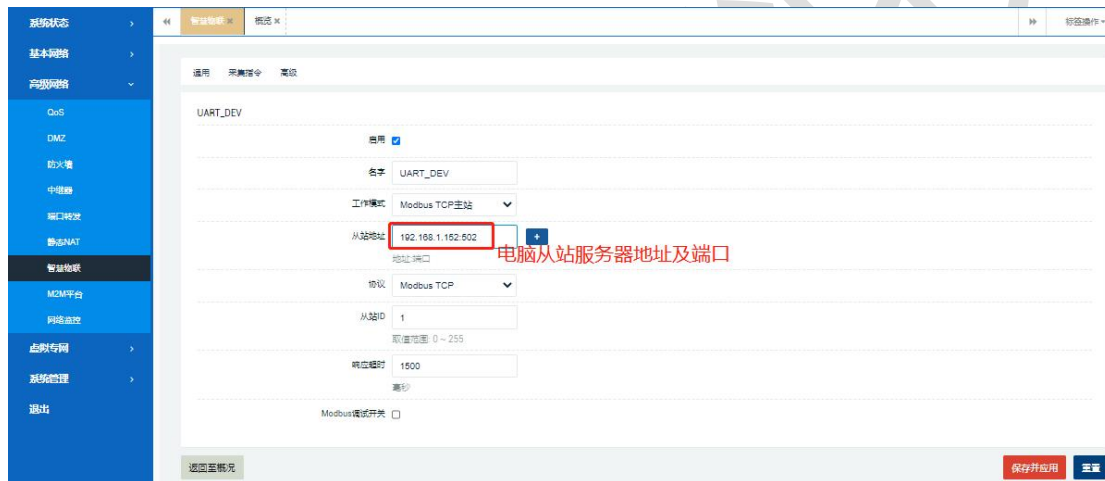 系统状态
智慧物联 ×
概览 ×
标签操作
基本网络
高级网络
QoS
DMZ
防火墙
中继器
端口转发
静态NAT
智慧物联
M2M平台
网络监控
虚拟专网
系统管理
退出
通用 采集指令 高级
UART_DEV
启用
名字 UART_DEV
工作模式 Modbus TCP主站
从站地址 192.168.1.152:502 +
电脑从站服务器地址及端口
地址:端口
协议 Modbus TCP
从站ID 1
取值范围: 0 ~ 255
响应超时 1500
毫秒
Modbus调试开关
返回至概况
保存并应用 重置